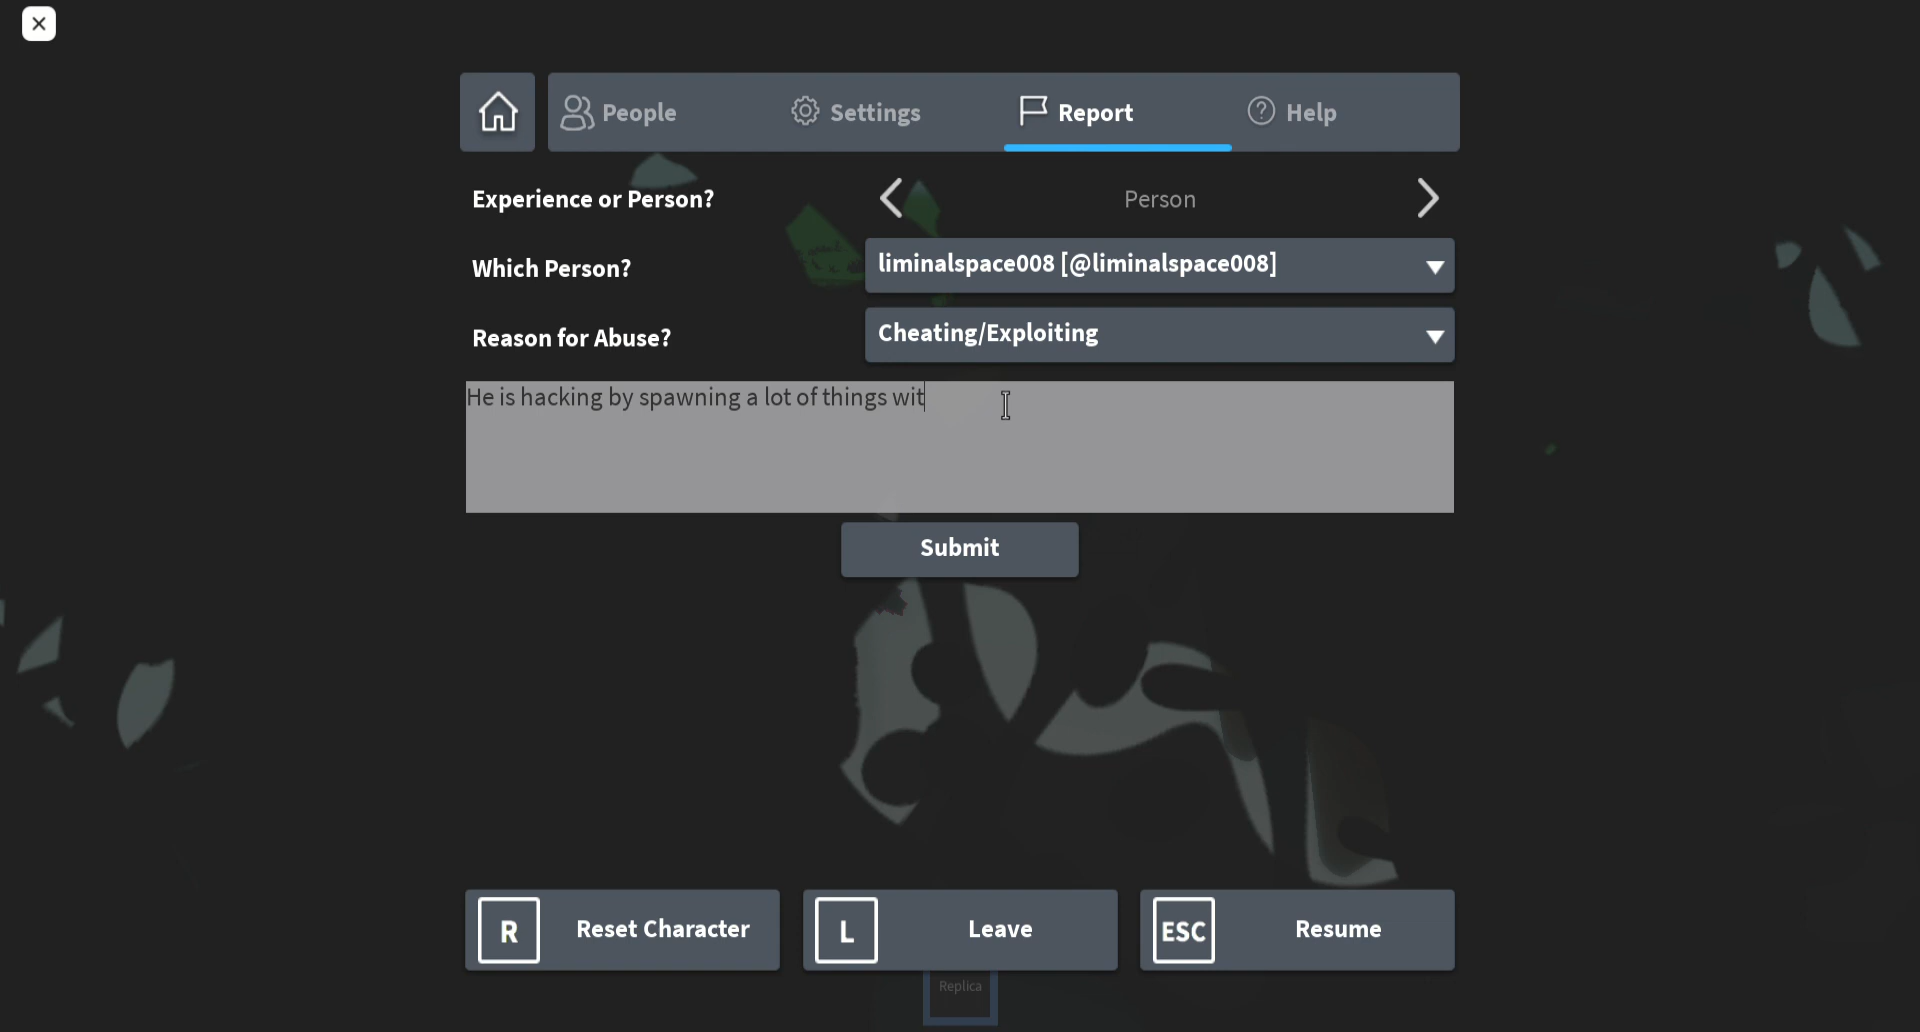 People
Settings
Report
Help
Experience or Person?
Person
Which Person?
liminalspace008 [@liminalspace008]
Reason for Abuse?
Cheating/Exploiting
He is hacking by spawning a lot of things wit
Submit
R
Reset Character
L
Leave
ESC
Resume
Replica